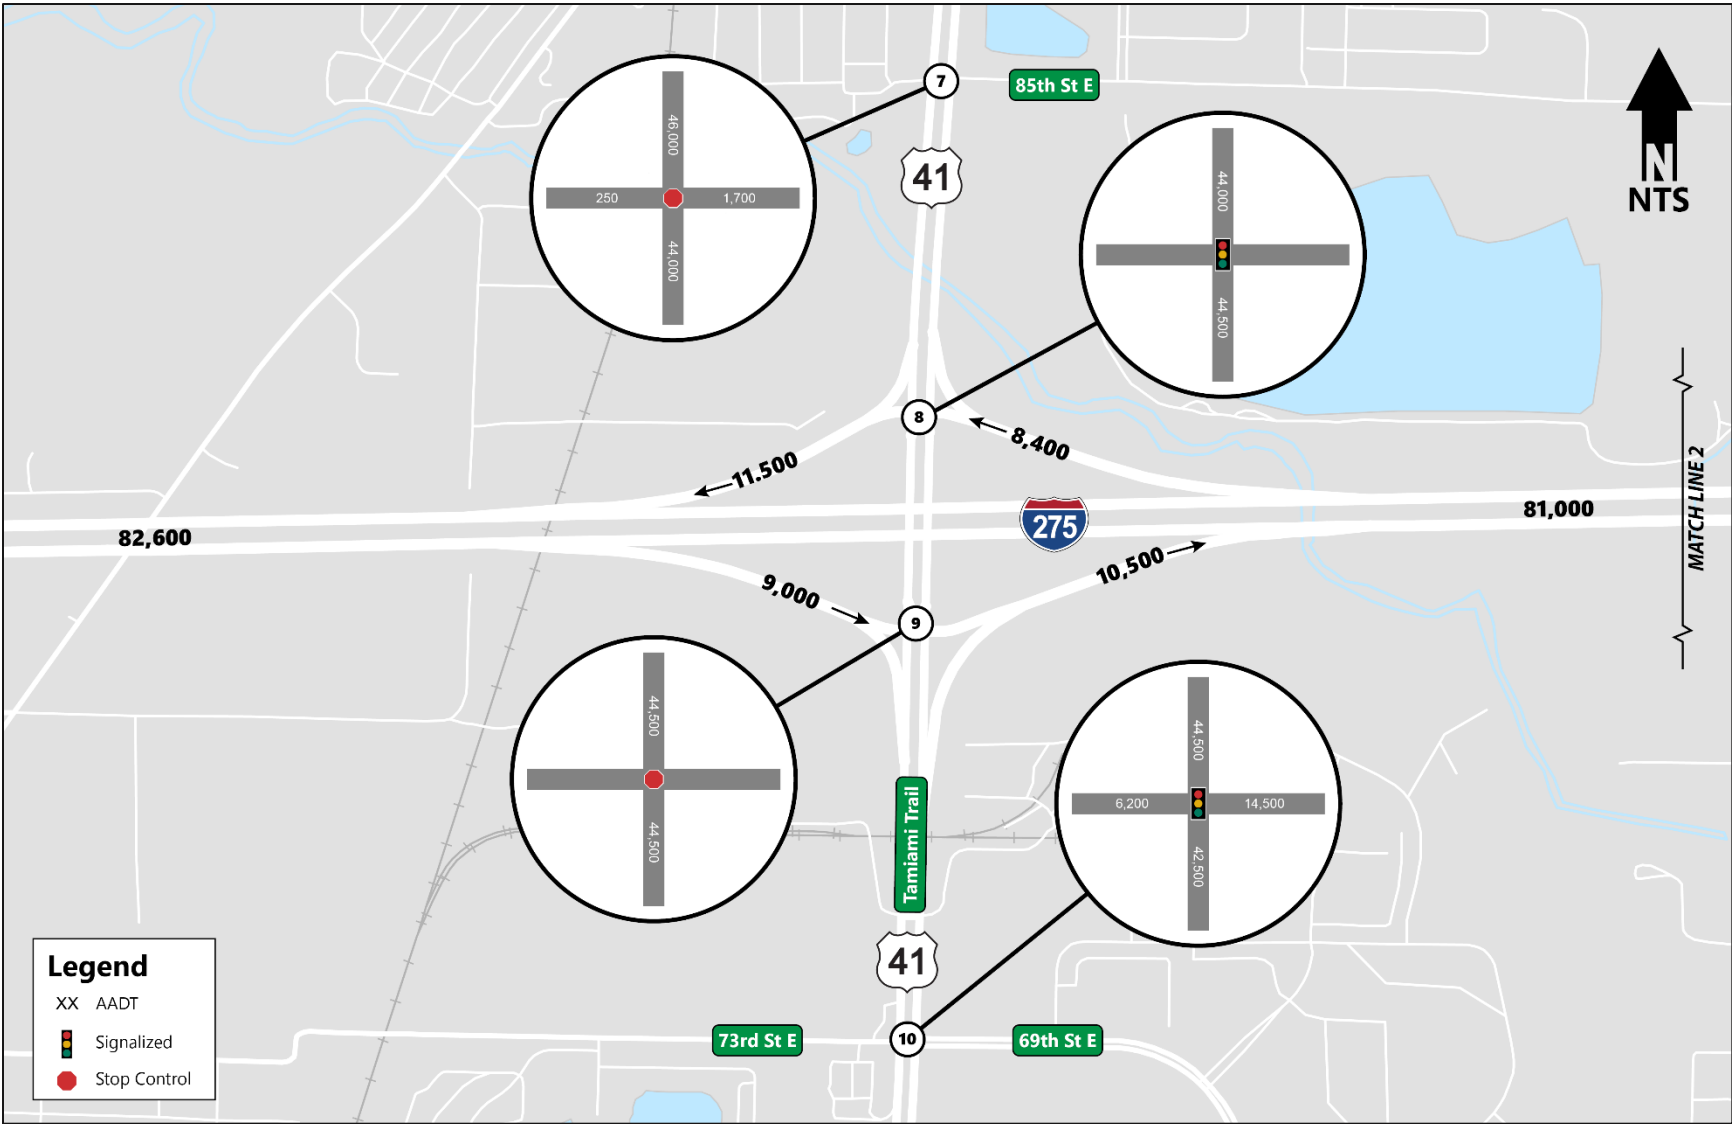 7
85th St E
46,000
250
1,700
44,000
41
N
NTS
44,000
44,500
8
8,400
11.500
82,600
275
81,000
MATCH LINE 2
10,500
9,000
9
44,500
44,500
44,500
6,200
14,500
42,500
Tamiami Trail
41
Legend
XX AADT
Signalized
Stop Control
73rd St E
10
69th St E